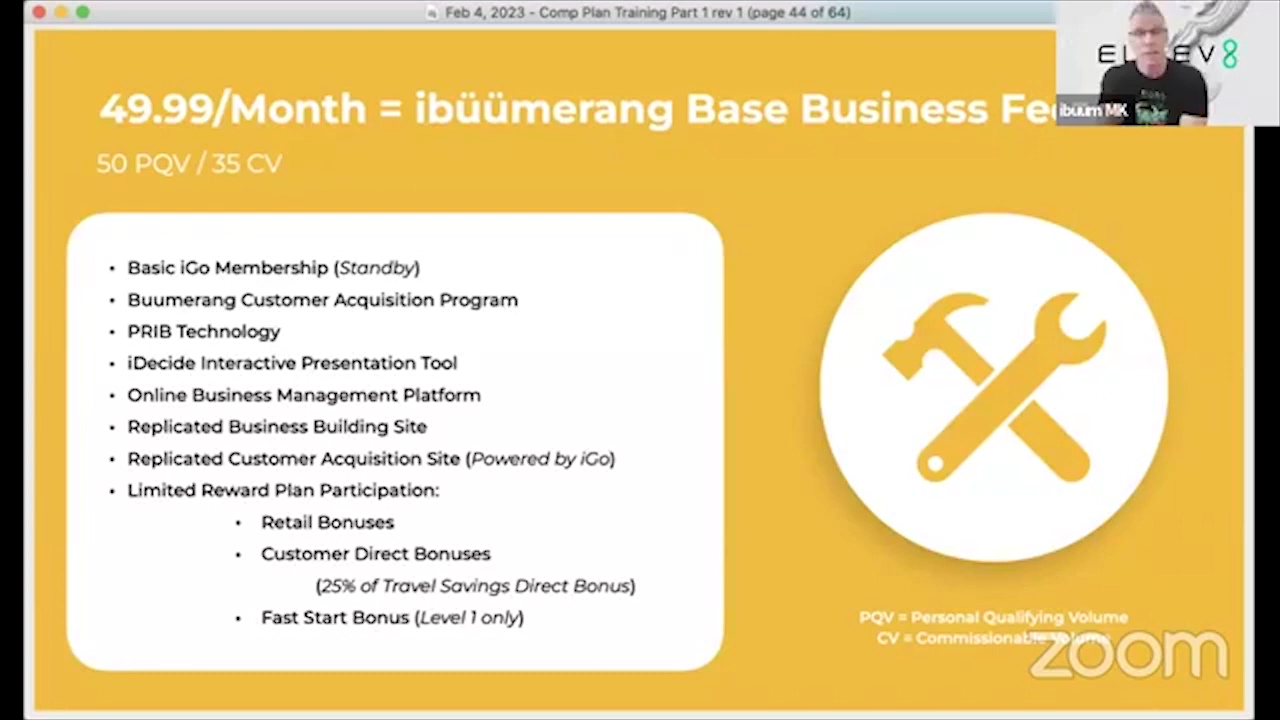 Feb 4, 2023 - Comp Plan Training Part 1 rev 1 (page 44 of 64)
49.99/Month = ibüümerang Base Business
ibuum MK
50 PQV / 35 CV
• Basic iGo Membership (Standby)
• Buumerang Customer Acquisition Program
• PRIB Technology
• iDecide Interactive Presentation Tool
• Online Business Management Platform
• Replicated Business Building Site
• Replicated Customer Acquisition Site (Powered by iGo)
• Limited Reward Plan Participation:
• Retail Bonuses
• Customer Direct Bonuses
(25% of Travel Savings Direct Bonus)
• Fast Start Bonus (Level 1 only)
PQV = Personal Qualifying Volume
CV = Commissionable Volume
zoom